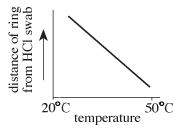 distance of ring
from HCl swab
20°C
50°C
temperature